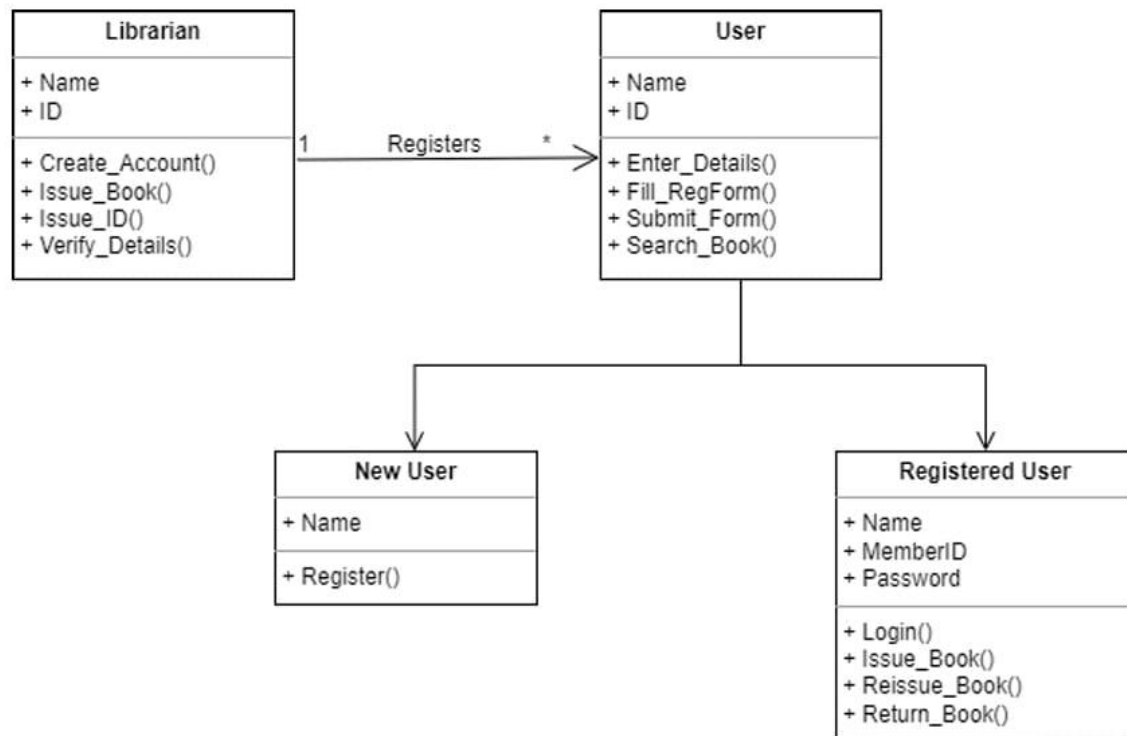 Librarian
+ Name
+ ID
+ Create_Account()
+ Issue_Book()
+ Issue_ID()
+ Verify_Details()
1 Registers *
User
+ Name
+ ID
+ Enter_Details()
+ Fill_RegForm()
+ Submit_Form()
+ Search_Book()
New User
+ Name
+ Register()
Registered User
+ Name
+ MemberID
+ Password
+ Login()
+ Issue_Book()
+ Reissue_Book()
+ Return_Book()